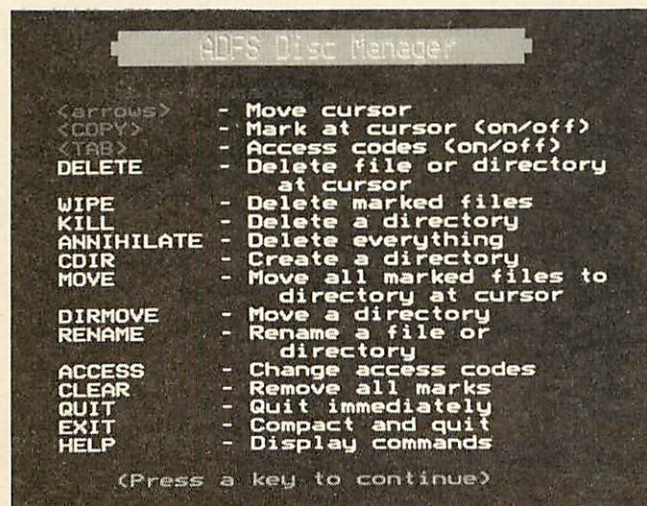 ADFS Disc Manager
<arrows> - Move cursor
<COPY> - Mark at cursor (on/off)
<TAB> - Access codes (on/off)
DELETE - Delete file or directory
at cursor
WIPE - Delete marked files
KILL - Delete a directory
ANNIHILATE - Delete everything
CDIR - Create a directory
MOVE - Move all marked files to
directory at cursor
DIRMOVE - Move a directory
RENAME - Rename a file or
directory
ACCESS - Change access codes
CLEAR - Remove all marks
QUIT - Quit immediately
EXIT - Compact and quit
HELP - Display commands
(Press a key to continue)